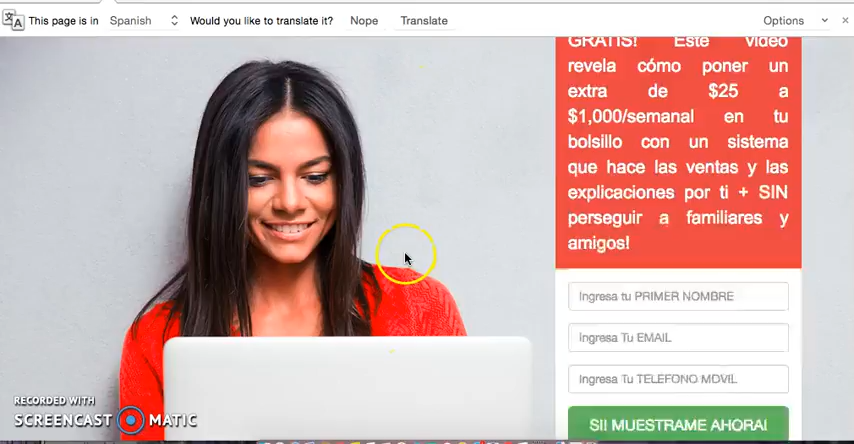 This page is in Spanish Would you like to translate it? Nope Translate Options ×
GRATIS! Este video
revela cómo poner un
extra de $25 a
$1,000/semanal en tu
bolsillo con un sistema
que hace las ventas y las
explicaciones por ti + SIN
perseguir a familiares y
amigos!
Ingresa tu PRIMER NOMBRE
Ingresa Tu EMAIL
Ingresa Tu TELEFONO MOVIL
SI! MUESTRAME AHORA!
RECORDED WITH
SCREENCAST MATIC